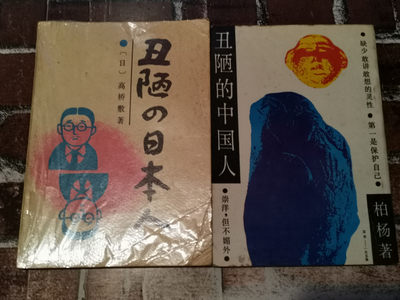 丑陋の日本人
(日)高桥敷著
丑陋的中国人
●缺少敢讲敢想的灵性
●第一是保护自己
●崇洋,但不媚外
柏杨著